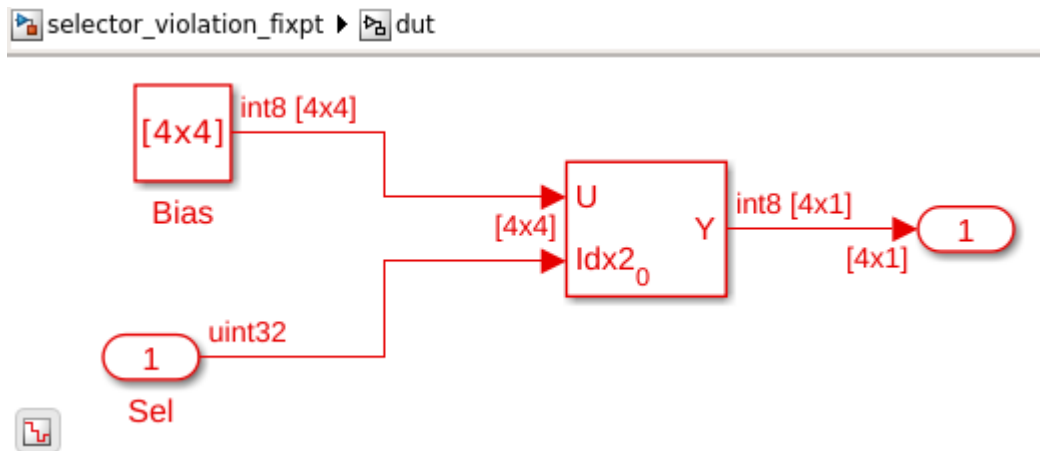 selector_violation_fixpt dut
int8 [4x4]
[4x4]
Bias
U
[4x4]
Y
int8 [4x1]
1
[4x1]
Idx2₀
uint32
1
Sel